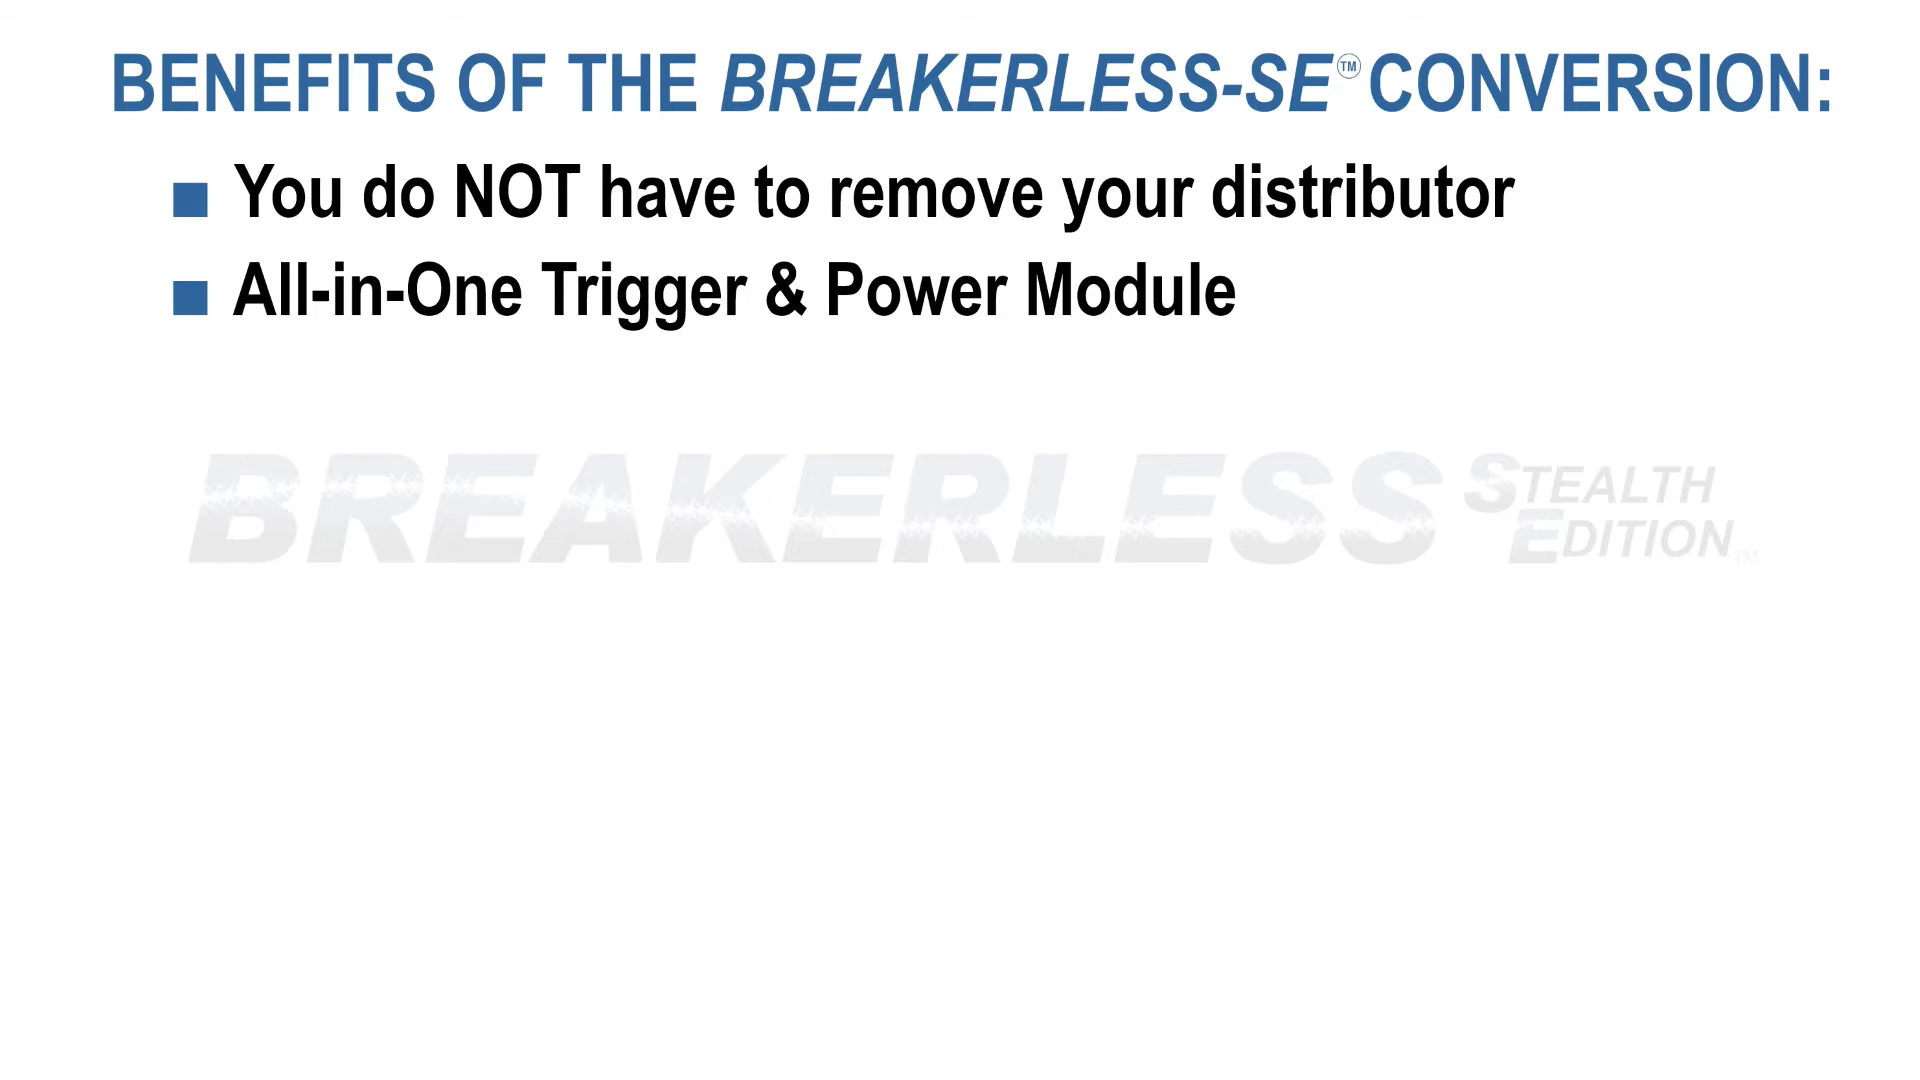 BENEFITS OF THE BREAKERLESS-SE™ CONVERSION:
■ You do NOT have to remove your distributor
■ All-in-One Trigger & Power Module
BREAKERLESS STEALTH
EDITION™